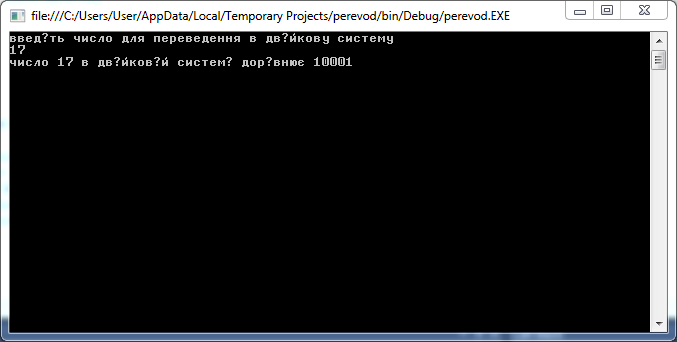 file:///C:/Users/User/AppData/Local/Temporary Projects/perevod/bin/Debug/perevod.EXE
введ?ть число для переведення в дв?йкову систему
17
число 17 в дв?йков?й систем? дор?внює 10001